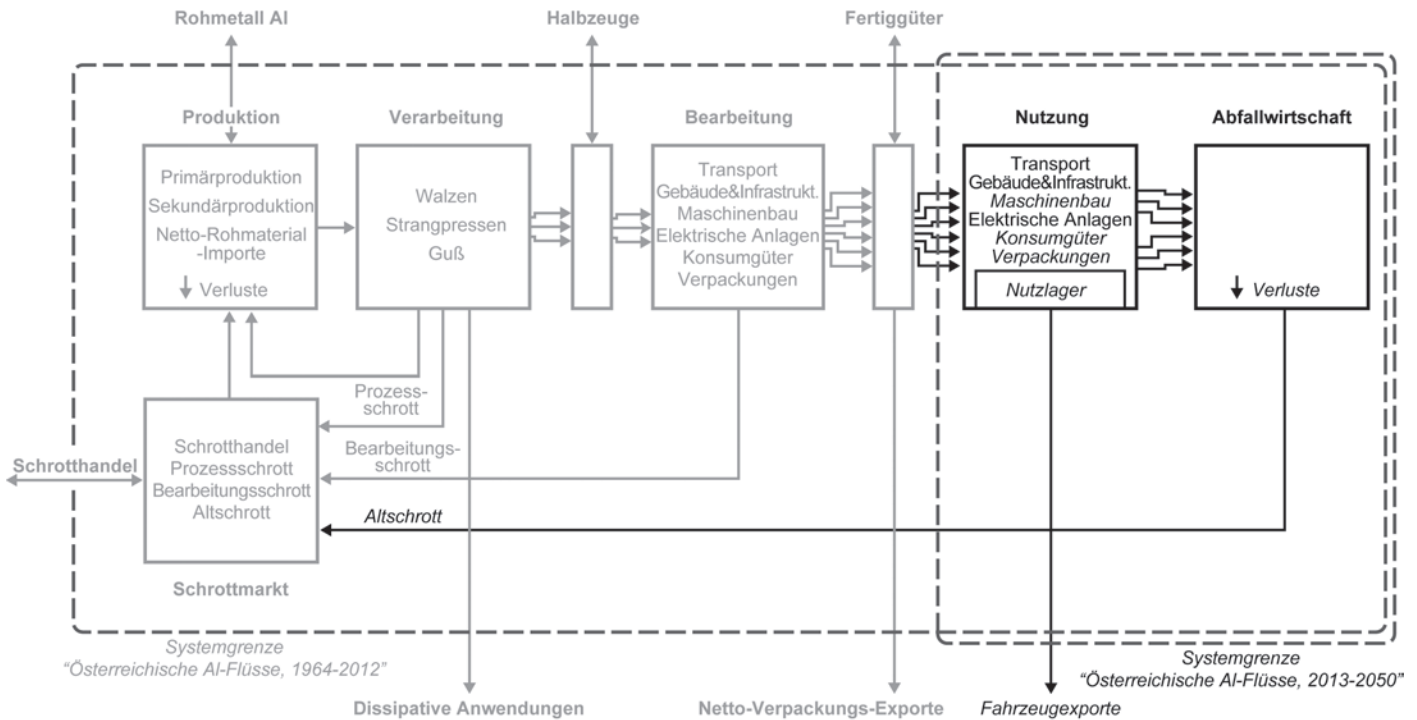 Rohmetall Al
Halbzeuge
Fertiggüter
Produktion
Verarbeitung
Bearbeitung
Nutzung
Abfallwirtschaft
Primärproduktion
Sekundärproduktion
Netto-Rohmaterial
-Importe
Verluste
Walzen
Strangpressen
Guß
Transport
Gebäude&Infrastrukt.
Maschinenbau
Elektrische Anlagen
Konsumgüter
Verpackungen
Transport
Gebäude&Infrastrukt.
Maschinenbau
Elektrische Anlagen
Konsumgüter
Verpackungen
Nutzlager
Verluste
Prozess-
schrott
Bearbeitungs-
schrott
Schrotthandel
Schrotthandel
Prozessschrott
Bearbeitungsschrott
Altschrott
Altschrott
Schrottmarkt
Systemgrenze
“Österreichische Al-Flüsse, 1964-2012”
Systemgrenze
“Österreichische Al-Flüsse, 2013-2050”
Dissipative Anwendungen
Netto-Verpackungs-Exporte
Fahrzeugexporte